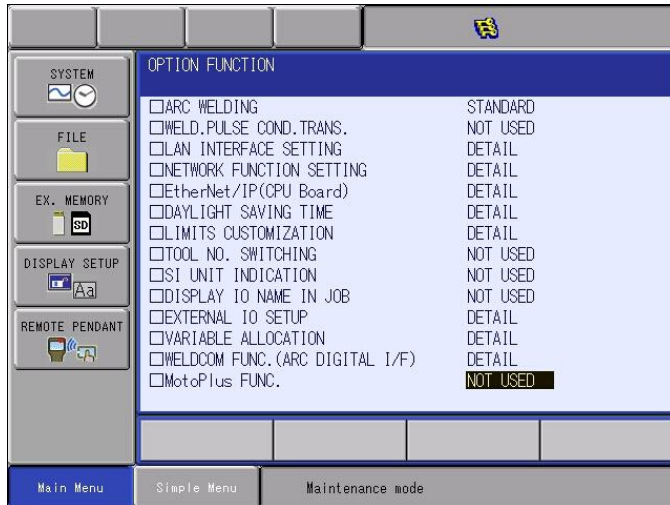 SYSTEM
FILE
EX. MEMORY
SD
DISPLAY SETUP
Aa
REMOTE PENDANT
OPTION FUNCTION
□ARC WELDING STANDARD
□WELD.PULSE COND.TRANS. NOT USED
□LAN INTERFACE SETTING DETAIL
□NETWORK FUNCTION SETTING DETAIL
□EtherNet/IP(CPU Board) DETAIL
□DAYLIGHT SAVING TIME DETAIL
□LIMITS CUSTOMIZATION DETAIL
□TOOL NO. SWITCHING NOT USED
□SI UNIT INDICATION NOT USED
□DISPLAY IO NAME IN JOB NOT USED
□EXTERNAL IO SETUP DETAIL
□VARIABLE ALLOCATION DETAIL
□WELDCOM FUNC.(ARC DIGITAL I/F) DETAIL
□MotoPlus FUNC. NOT USED
Main Menu Simple Menu Maintenance mode